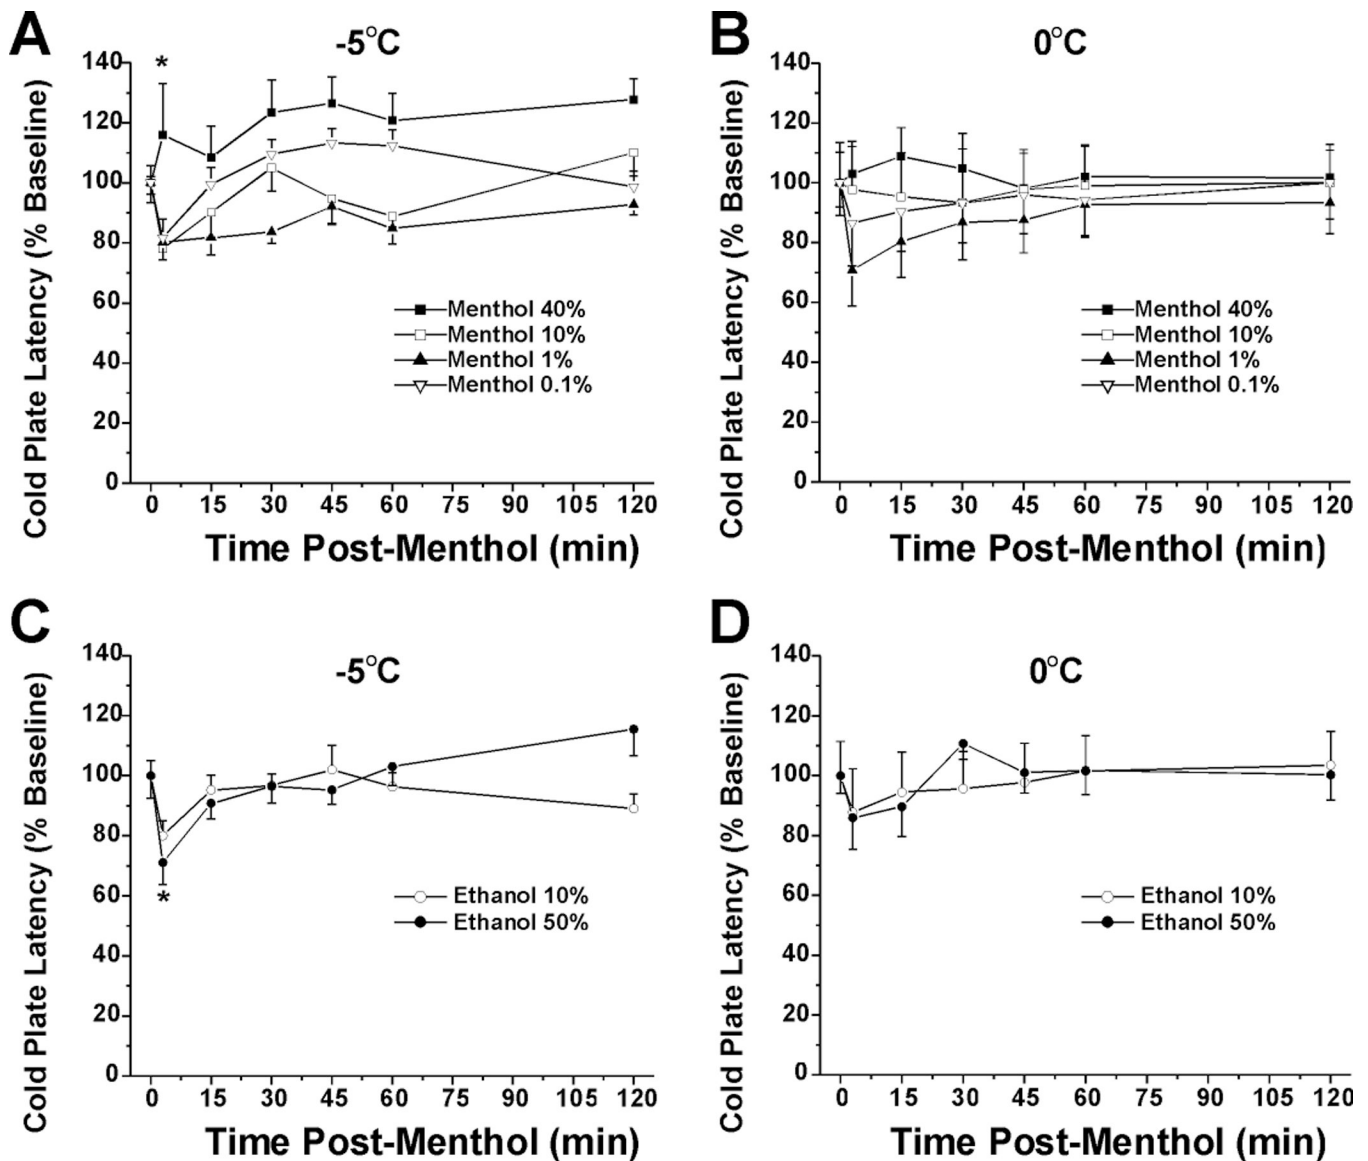 A
-5°C
*
140
120
100
80
60
40
20
0
Cold Plate Latency (% Baseline)
Menthol 40%
Menthol 10%
Menthol 1%
Menthol 0.1%
0 15 30 45 60 75 90 105 120
Time Post-Menthol (min)
B
0°C
140
120
100
80
60
40
20
0
Cold Plate Latency (% Baseline)
Menthol 40%
Menthol 10%
Menthol 1%
Menthol 0.1%
0 15 30 45 60 75 90 105 120
Time Post-Menthol (min)
C
-5°C
140
120
100
80
60
40
20
0
Cold Plate Latency (% Baseline)
*
Ethanol 10%
Ethanol 50%
0 15 30 45 60 75 90 105 120
Time Post-Menthol (min)
D
0°C
140
120
100
80
60
40
20
0
Cold Plate Latency (% Baseline)
Ethanol 10%
Ethanol 50%
0 15 30 45 60 75 90 105 120
Time Post-Menthol (min)